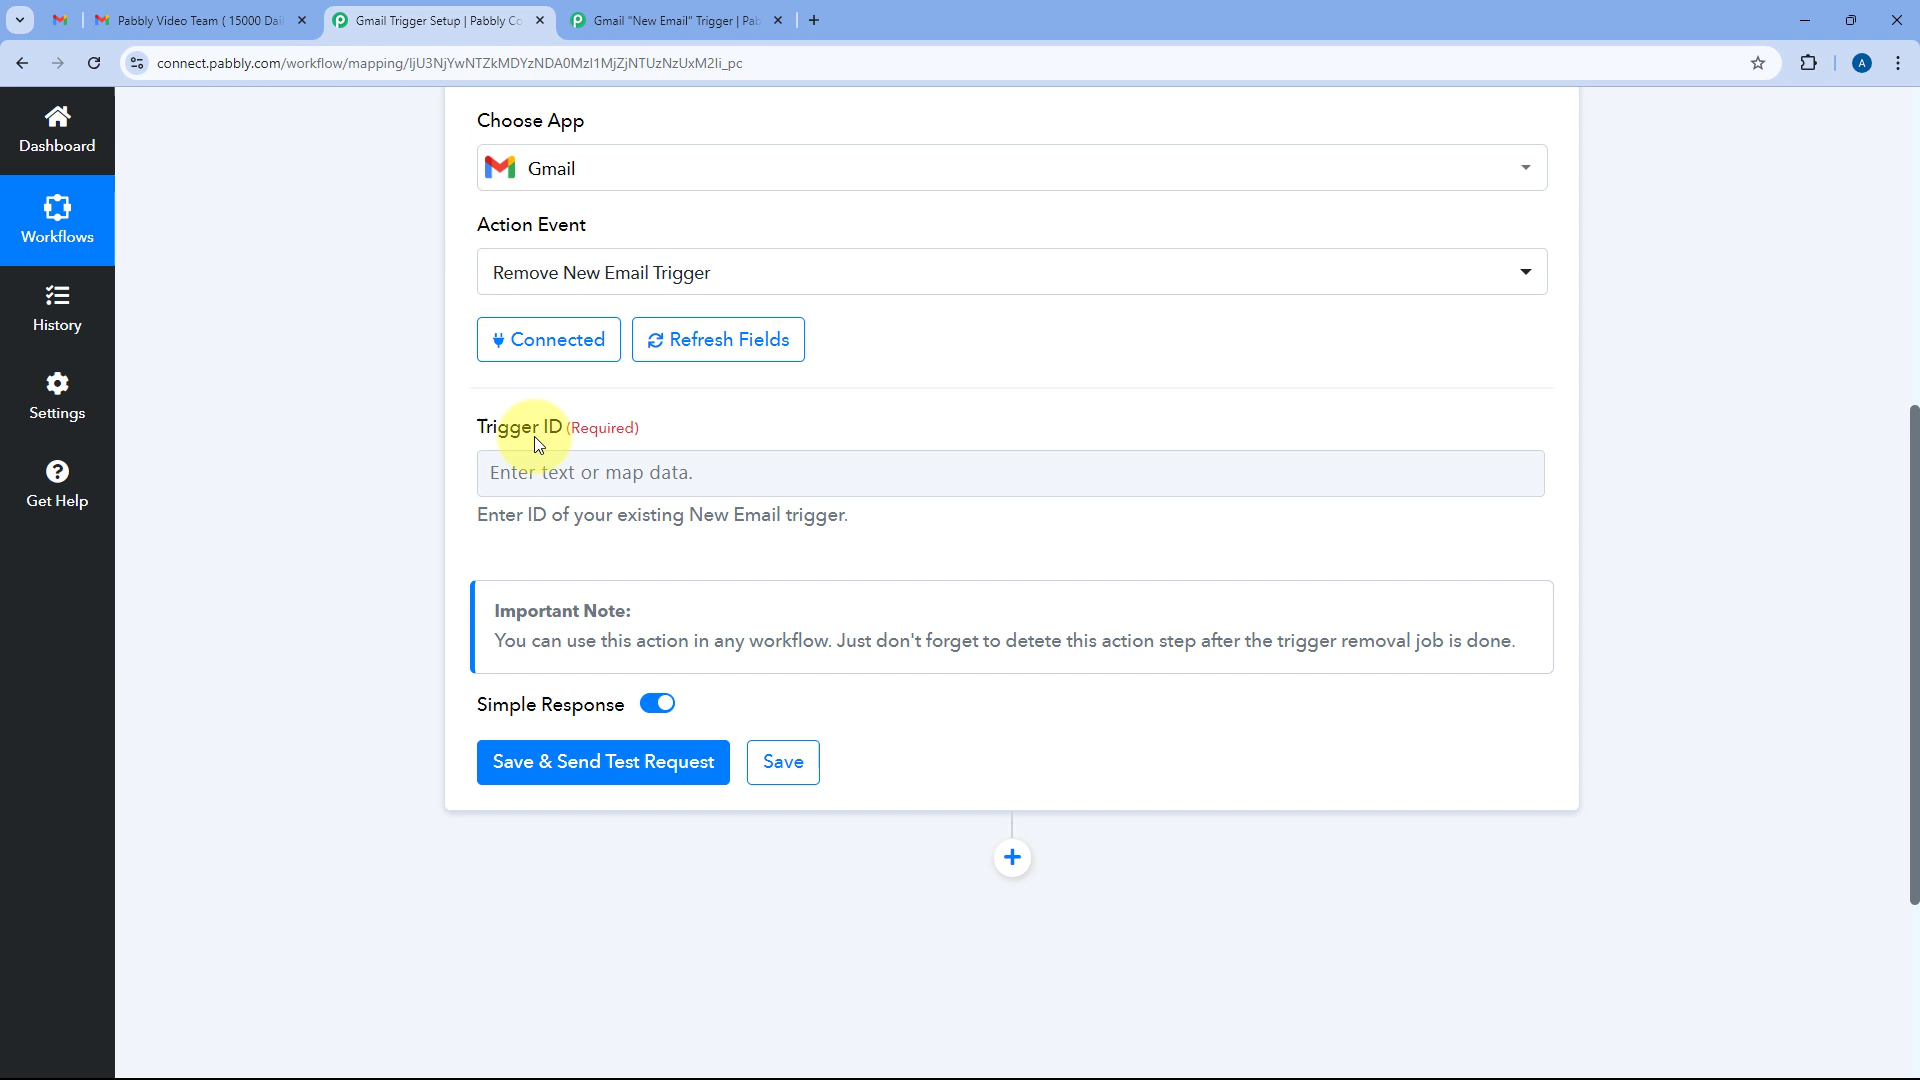 Pabbly Video Team ( 15000 Dai
Gmail Trigger Setup | Pabbly Co
Gmail "New Email" Trigger | Pab
connect.pabbly.com/workflow/mapping/IjU3NjYwNTZkMDYzNDA0MzI1MjZjNTUzNzUxM2Ii_pc
A
Dashboard
Workflows
History
Settings
Get Help
Choose App
Gmail
Action Event
Remove New Email Trigger
Connected
Refresh Fields
Trigger ID (Required)
Enter text or map data.
Enter ID of your existing New Email trigger.
Important Note:
You can use this action in any workflow. Just don't forget to detete this action step after the trigger removal job is done.
Simple Response
Save & Send Test Request
Save